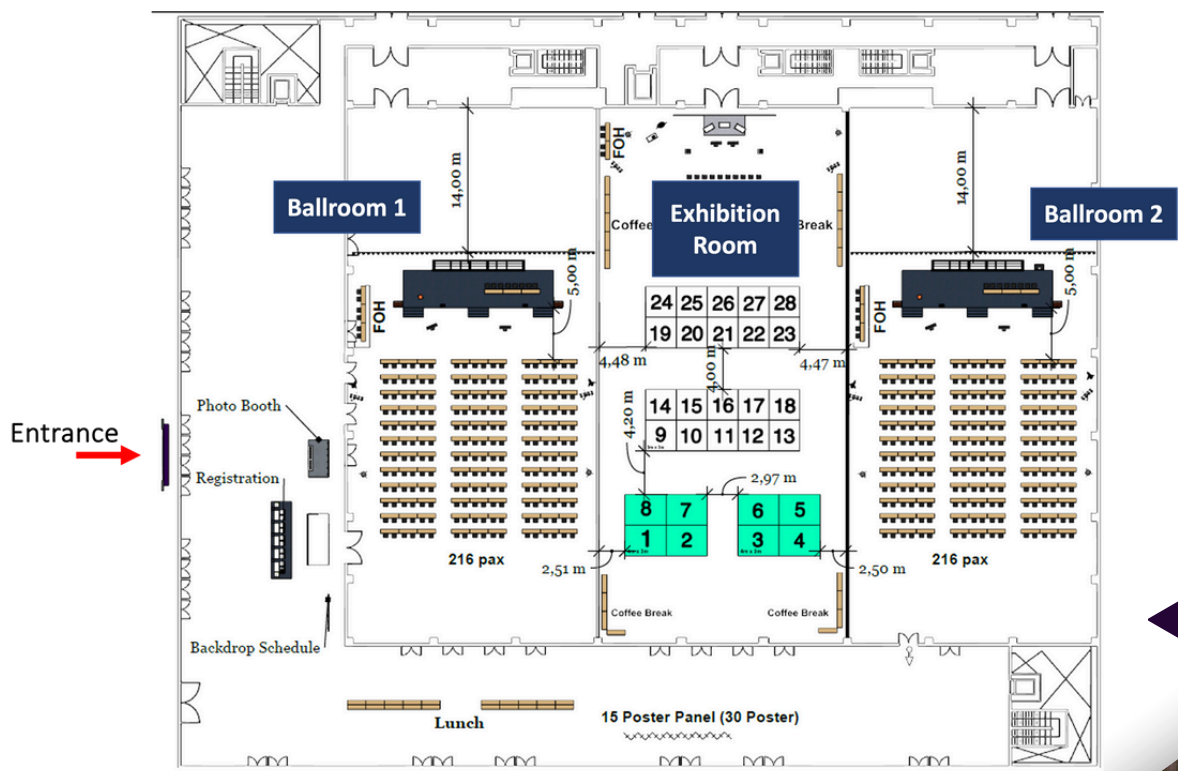 Ballroom 1
Exhibition
Room
Ballroom 2
14,00 m
FOH
14,00 m
Coffe
Break
5,00 m
5,00 m
FOH
FOH
24 25 26 27 28
19 20 21 22 23
4,48 m
4,47 m
4,00 m
14 15 16 17 18
9 10 11 12 13
4,20 m
2,97 m
8 7
6 5
1 2
3 4
2,51 m
2,50 m
Entrance
Photo Booth
Registration
Backdrop Schedule
216 pax
216 pax
Coffee Break
Coffee Break
Lunch
15 Poster Panel (30 Poster)